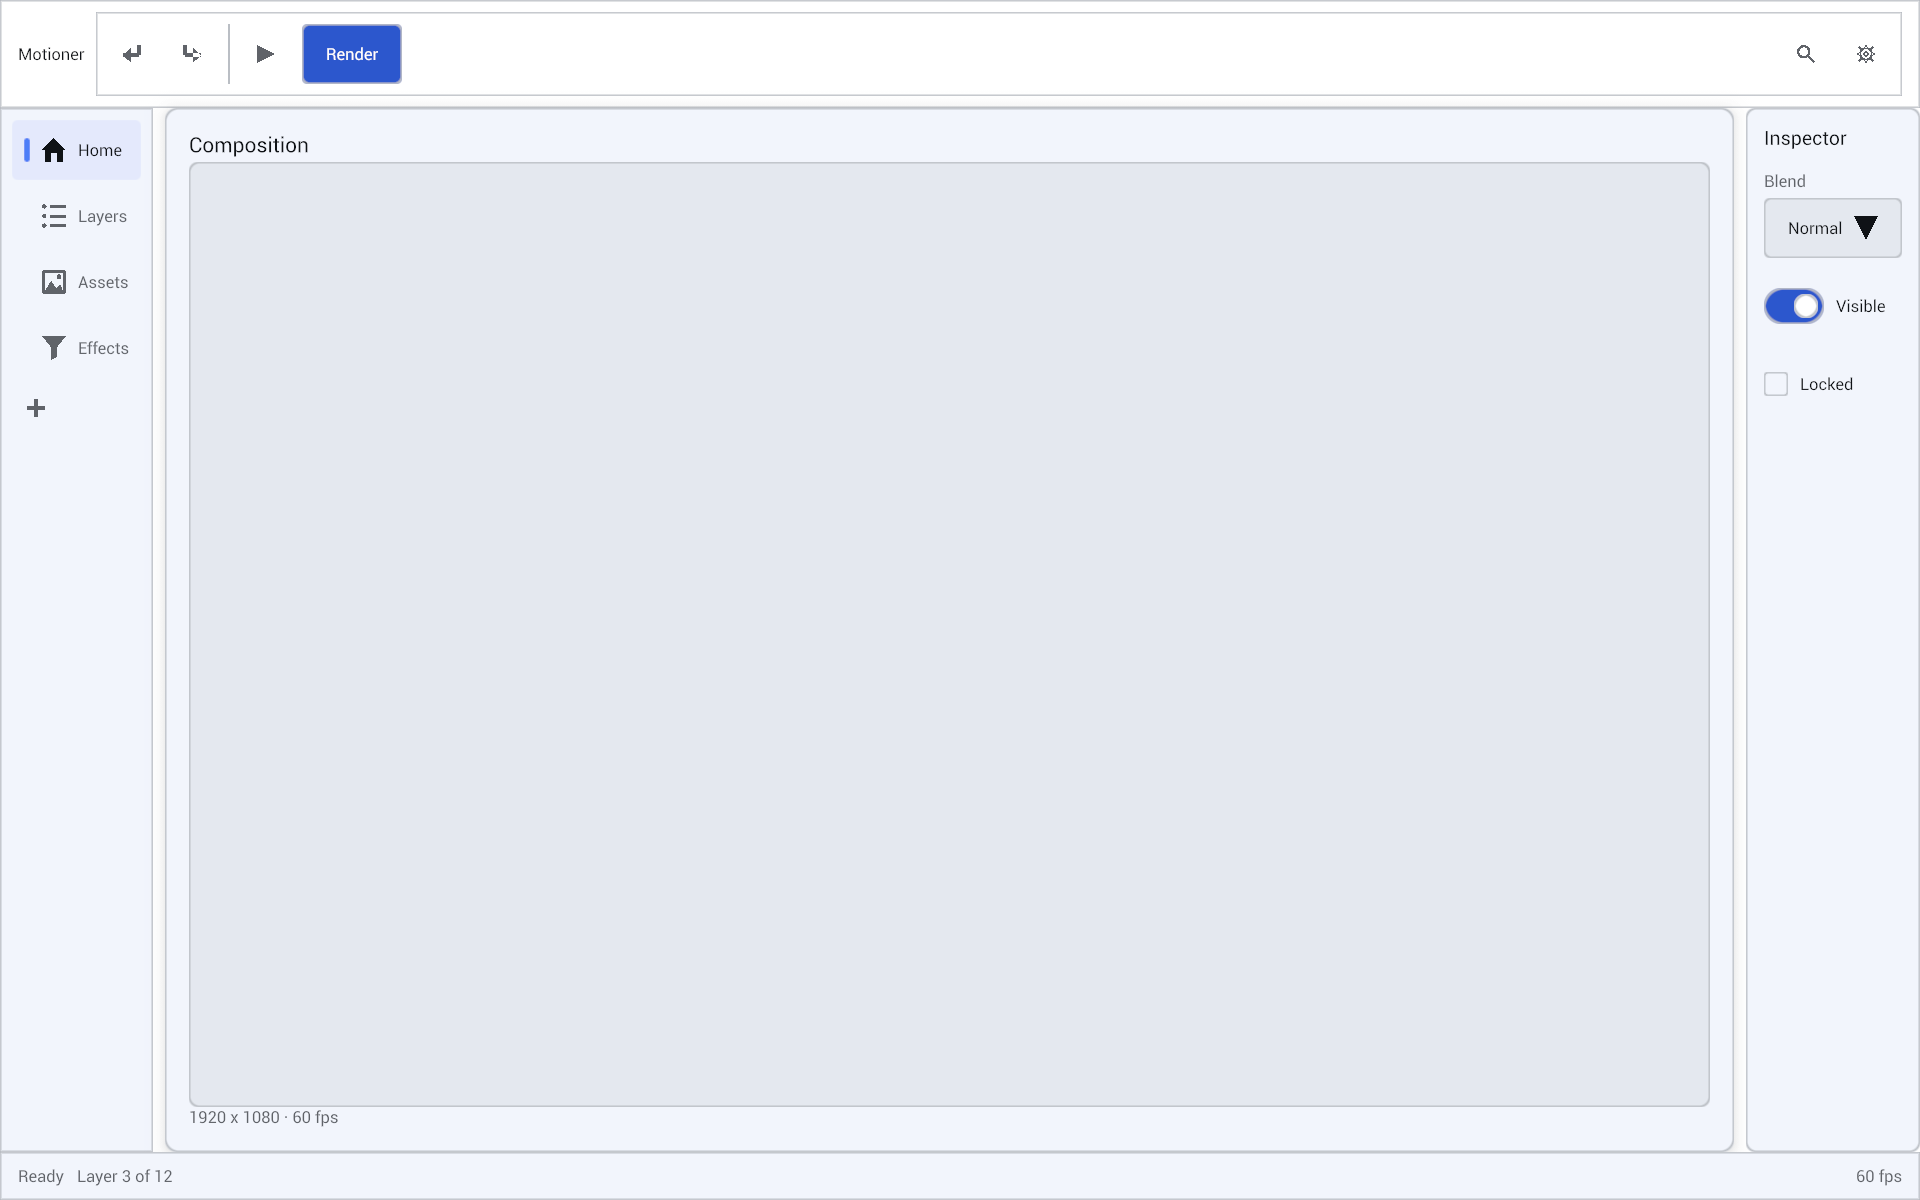 Motioner
Render
Home
Layers
Assets
Effects
Composition
1920 x 1080 · 60 fps
Inspector
Blend
Normal
Visible
Locked
Ready Layer 3 of 12
60 fps